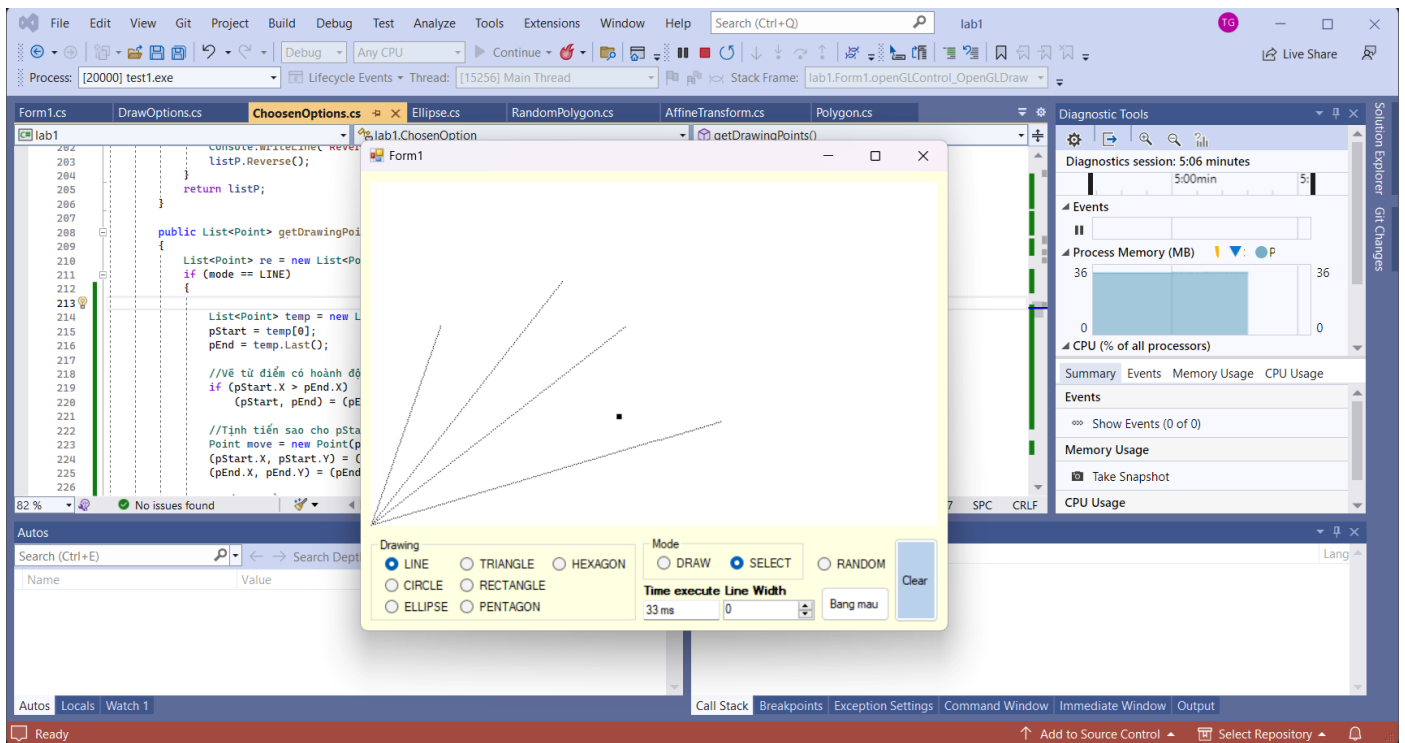 File Edit View Git Project Build Debug Test Analyze Tools Extensions Window Help Search (Ctrl+Q) lab1 TG
Debug Any CPU Continue Live Share
Process: [20000] test1.exe Lifecycle Events Thread: [15256] Main Thread Stack Frame: lab1.Form1.openGLControl_OpenGLDraw
Form1.cs DrawOptions.cs ChoosenOptions.cs Ellipse.cs RandomPolygon.cs AffineTransform.cs Polygon.cs
C# lab1 lab1.ChosenOption getDrawingPoints()
202 Console.WriteLine("Rever
203 listP.Reverse();
204 }
205 return listP;
206 }
207
208 public List<Point> getDrawingPoi
209 {
210 List<Point> re = new List<Po
211 if (mode == LINE)
212 {
213
214 List<Point> temp = new L
215 pStart = temp[0];
216 pEnd = temp.Last();
217
218 //Vẽ từ điểm có hoành độ
219 if (pStart.X > pEnd.X)
220 (pStart, pEnd) = (pE
221
222 //Tịnh tiến sao cho pSta
223 Point move = new Point(p
224 (pStart.X, pStart.Y) = (
225 (pEnd.X, pEnd.Y) = (pEnd
226
82 % No issues found
7 SPC CRLF
Form1
Drawing
LINE TRIANGLE HEXAGON
CIRCLE RECTANGLE
ELLIPSE PENTAGON
Mode
DRAW SELECT RANDOM
Time execute Line Width
33 ms 0 Bang mau
Clear
Diagnostic Tools
Diagnostics session: 5:06 minutes
5:00min 5:
Events
Process Memory (MB) P
36 36
0 0
CPU (% of all processors)
Summary Events Memory Usage CPU Usage
Events
Show Events (0 of 0)
Memory Usage
Take Snapshot
CPU Usage
Solution Explorer
Git Changes
Autos
Search (Ctrl+E) Search Dept
Name Value
Lang
Autos Locals Watch 1
Call Stack Breakpoints Exception Settings Command Window Immediate Window Output
Ready Add to Source Control Select Repository